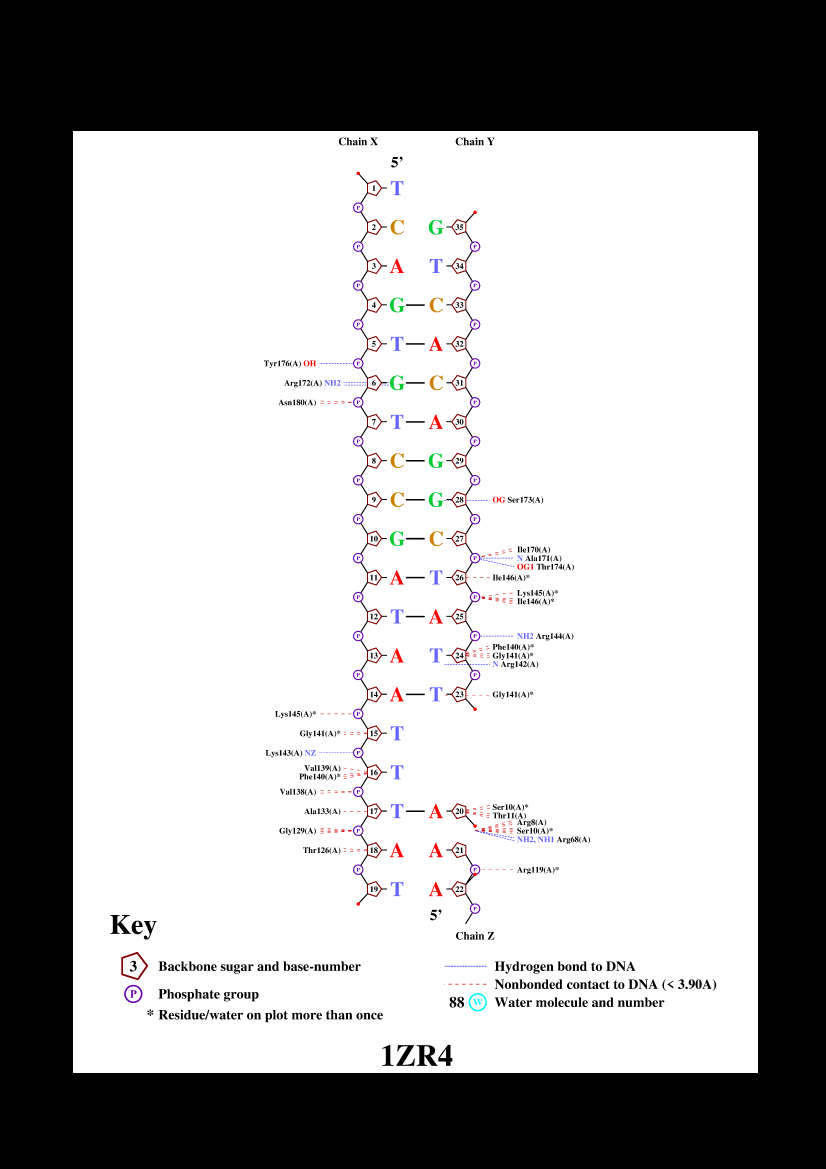 Chain X Chain Y
5’
1 T
P
2 C G 35
P P
3 A T 34
P P
4 G C 33
P P
5 T A 32
Tyr176(A) OH P P
Arg172(A) NH2 6 G C 31
Asn180(A) P P
7 T A 30
P P
8 C G 29
P P
9 C G 28 OG Ser173(A)
P P
10 G C 27
Ile170(A)
P P N Ala171(A)
OG1 Thr174(A)
11 A T 26 Ile146(A)*
Lys145(A)*
P P Ile146(A)*
12 T A 25
P P NH2 Arg144(A)
Phe140(A)*
13 A T 24 Gly141(A)*
N Arg142(A)
P P
14 A T 23 Gly141(A)*
Lys145(A)* P
Gly141(A)* 15 T
Lys143(A) NZ P
Val139(A)
Phe140(A)* 16 T
Val138(A) P
Ser10(A)*
Ala133(A) 17 T A 20
Thr11(A)
Arg8(A)
Gly129(A) P Ser10(A)*
NH2, NH1 Arg68(A)
Thr126(A) 18 A A 21
P P Arg119(A)*
19 T A 22
P
5’
Key
Chain Z
3 Backbone sugar and base-number
Hydrogen bond to DNA
Nonbonded contact to DNA (< 3.90A)
P Phosphate group
88 W Water molecule and number
* Residue/water on plot more than once
1ZR4